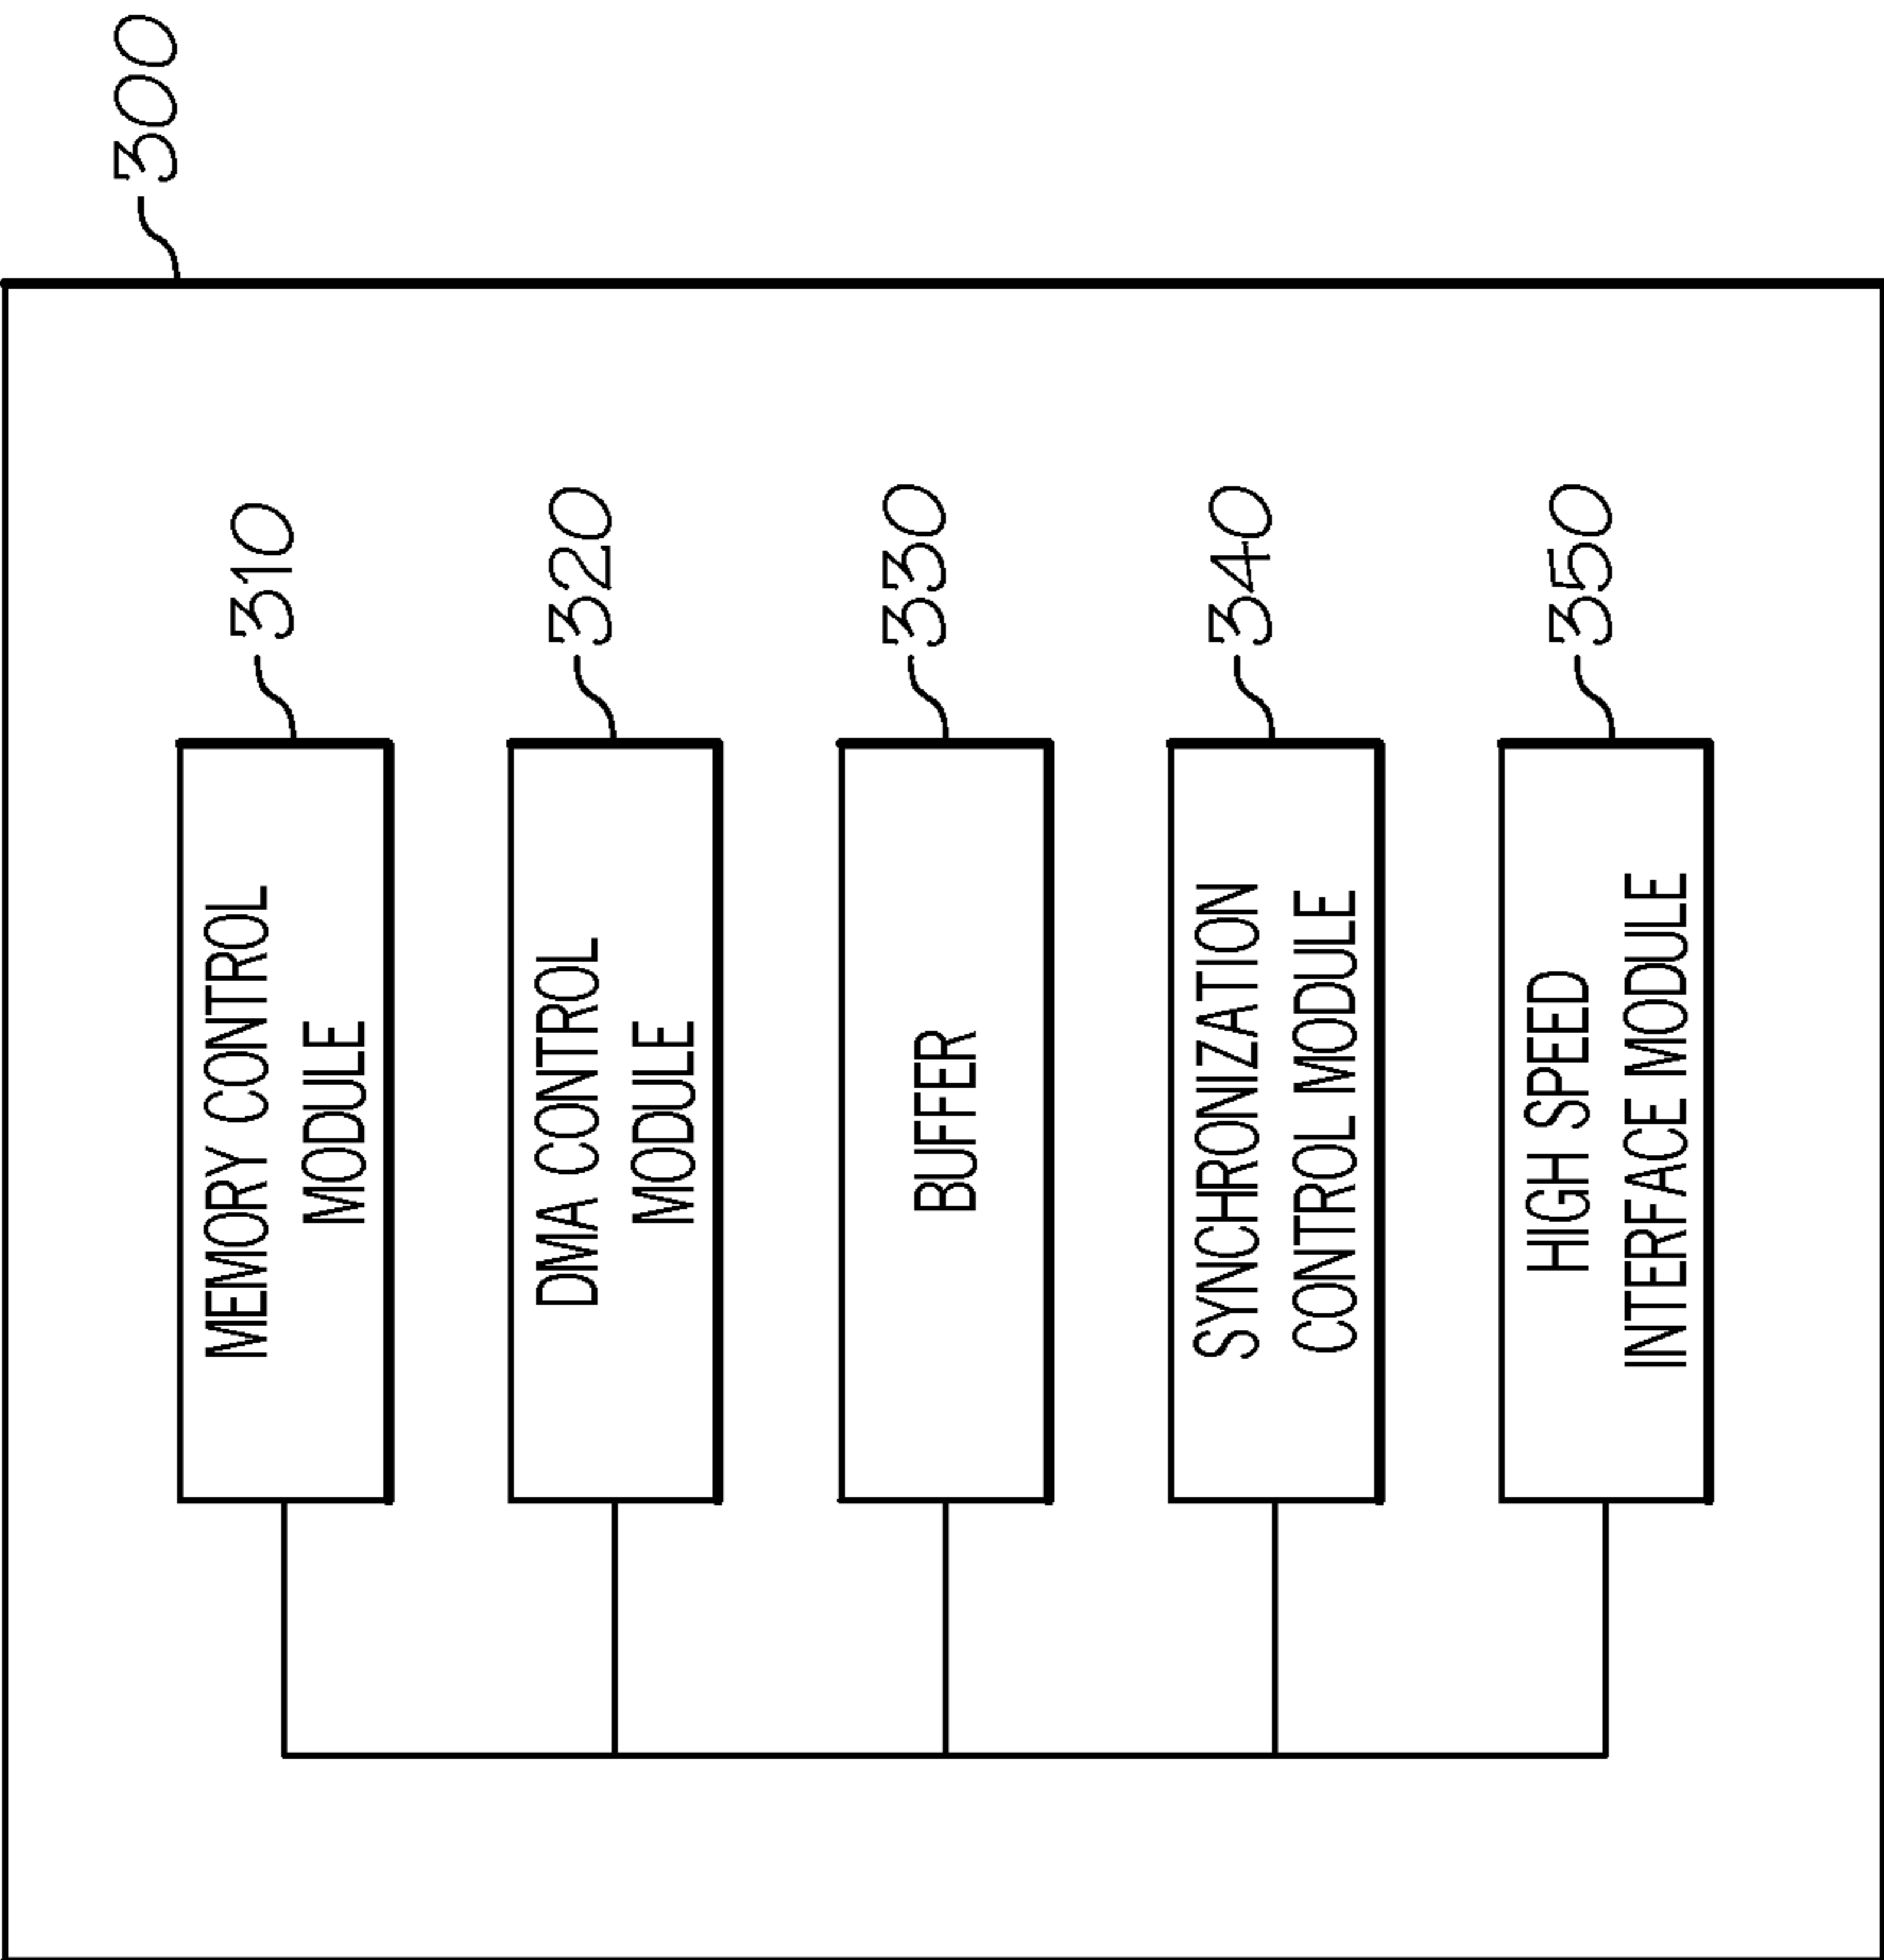 300
310
MEMORY CONTROL
MODULE
320
DMA CONTROL
MODULE
330
BUFFER
340
SYNCHRONIZATION
CONTROL MODULE
350
HIGH SPEED
INTERFACE MODULE